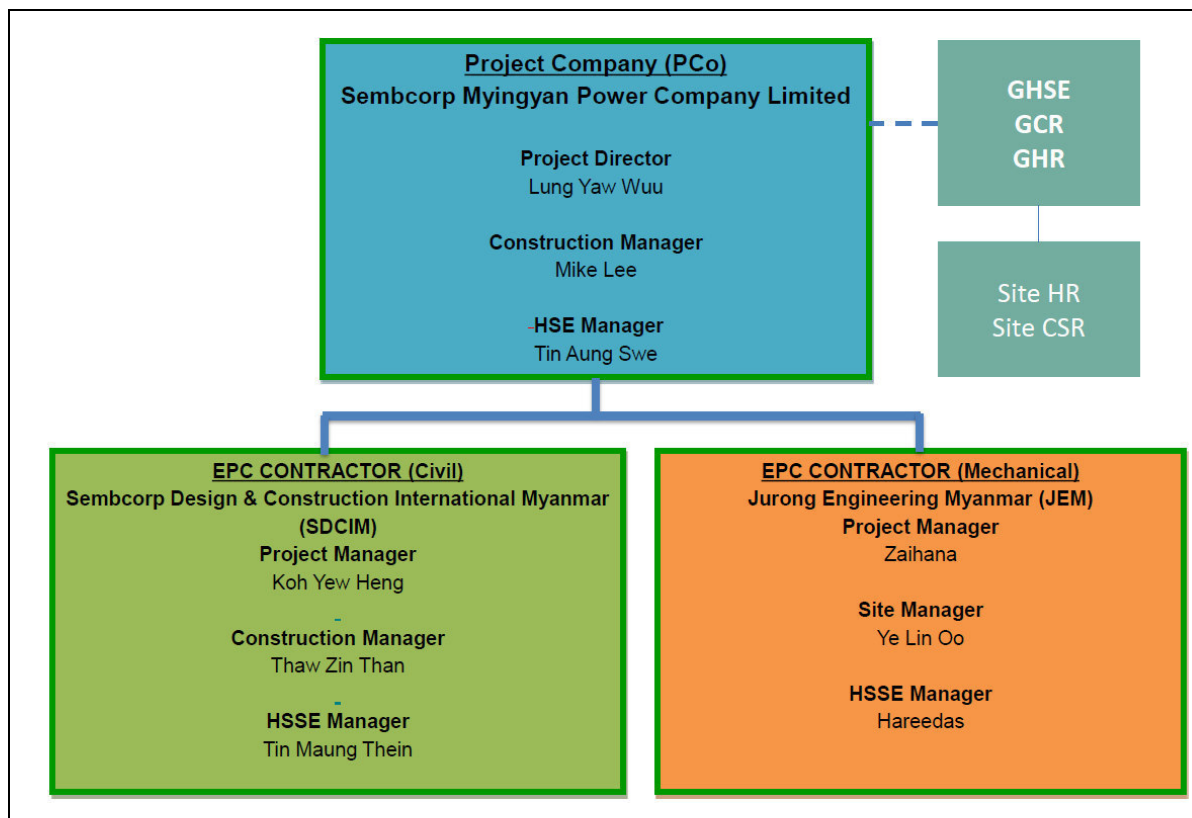 Project Company (PCo)
Sembcorp Myingyan Power Company Limited
Project Director
Lung Yaw Wuu
Construction Manager
Mike Lee
-HSE Manager
Tin Aung Swe
GHSE
GCR
GHR
Site HR
Site CSR
EPC CONTRACTOR (Civil)
Sembcorp Design & Construction International Myanmar
(SDCIM)
Project Manager
Koh Yew Heng
-
Construction Manager
Thaw Zin Than
-
HSSE Manager
Tin Maung Thein
EPC CONTRACTOR (Mechanical)
Jurong Engineering Myanmar (JEM)
Project Manager
Zaihana
Site Manager
Ye Lin Oo
HSSE Manager
Hareedas